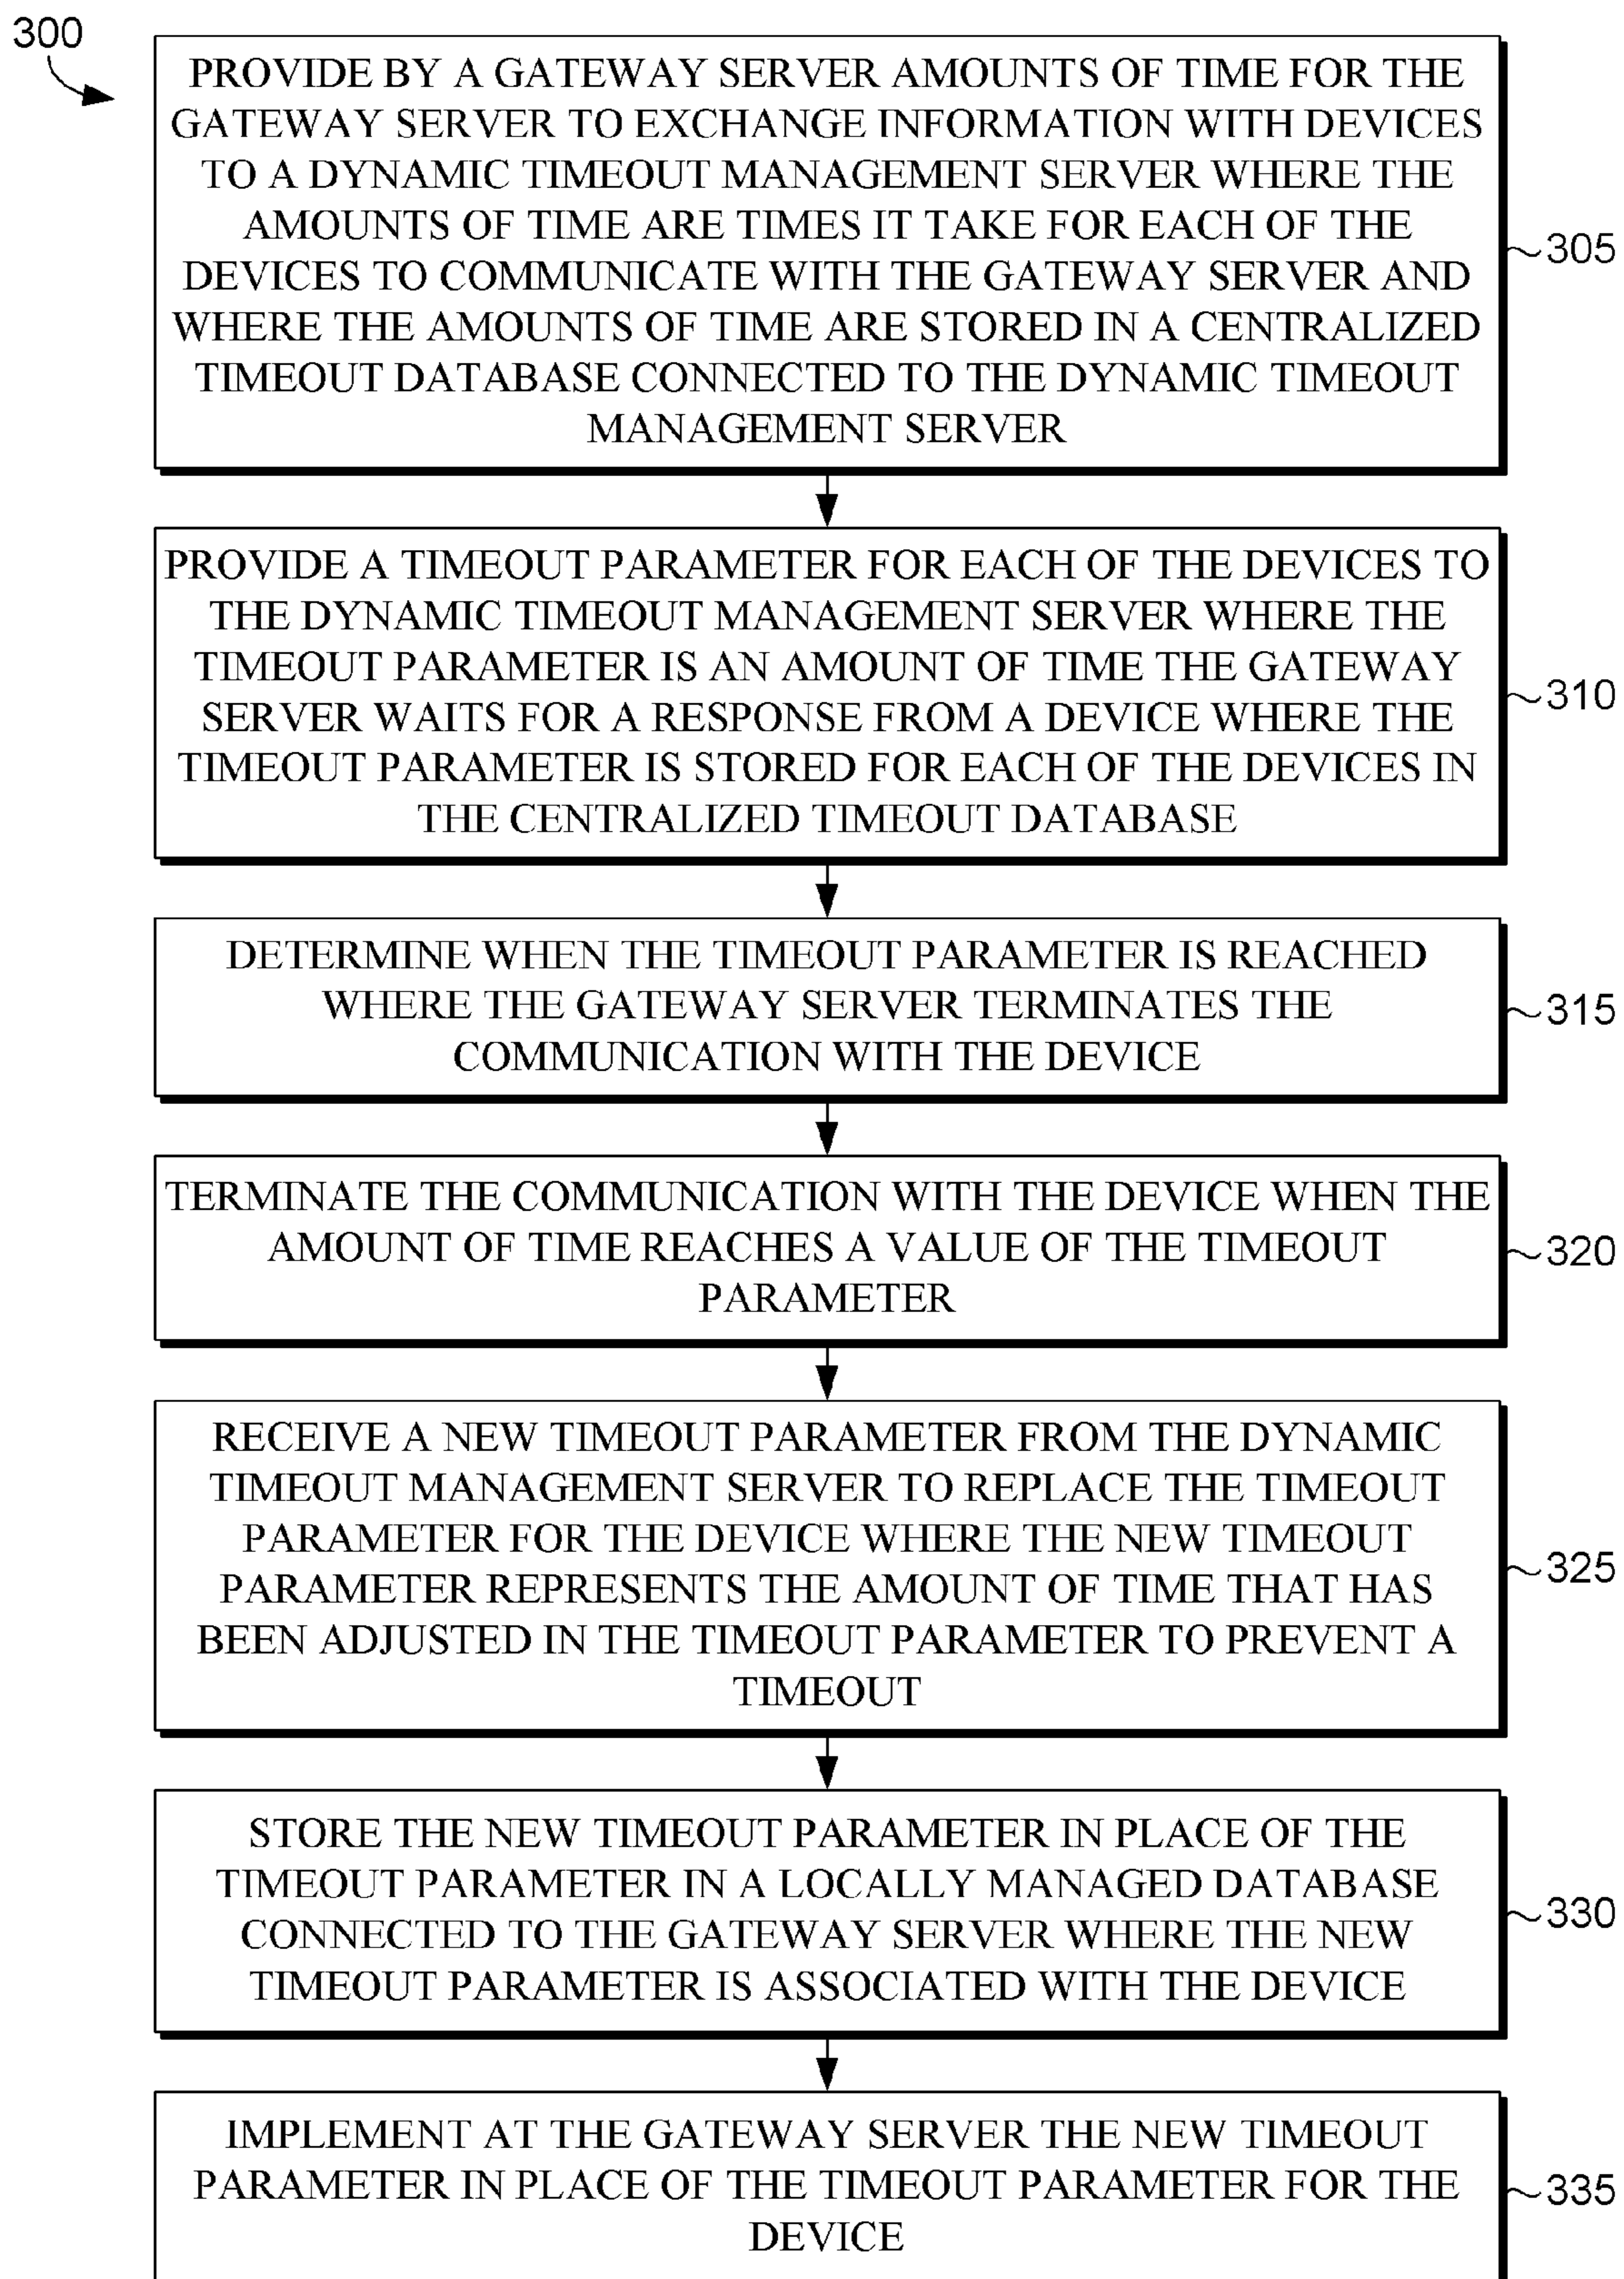 300
PROVIDE BY A GATEWAY SERVER AMOUNTS OF TIME FOR THE
GATEWAY SERVER TO EXCHANGE INFORMATION WITH DEVICES
TO A DYNAMIC TIMEOUT MANAGEMENT SERVER WHERE THE
AMOUNTS OF TIME ARE TIMES IT TAKE FOR EACH OF THE
DEVICES TO COMMUNICATE WITH THE GATEWAY SERVER AND
WHERE THE AMOUNTS OF TIME ARE STORED IN A CENTRALIZED
TIMEOUT DATABASE CONNECTED TO THE DYNAMIC TIMEOUT
MANAGEMENT SERVER
305
PROVIDE A TIMEOUT PARAMETER FOR EACH OF THE DEVICES TO
THE DYNAMIC TIMEOUT MANAGEMENT SERVER WHERE THE
TIMEOUT PARAMETER IS AN AMOUNT OF TIME THE GATEWAY
SERVER WAITS FOR A RESPONSE FROM A DEVICE WHERE THE
TIMEOUT PARAMETER IS STORED FOR EACH OF THE DEVICES IN
THE CENTRALIZED TIMEOUT DATABASE
310
DETERMINE WHEN THE TIMEOUT PARAMETER IS REACHED
WHERE THE GATEWAY SERVER TERMINATES THE
COMMUNICATION WITH THE DEVICE
315
TERMINATE THE COMMUNICATION WITH THE DEVICE WHEN THE
AMOUNT OF TIME REACHES A VALUE OF THE TIMEOUT
PARAMETER
320
RECEIVE A NEW TIMEOUT PARAMETER FROM THE DYNAMIC
TIMEOUT MANAGEMENT SERVER TO REPLACE THE TIMEOUT
PARAMETER FOR THE DEVICE WHERE THE NEW TIMEOUT
PARAMETER REPRESENTS THE AMOUNT OF TIME THAT HAS
BEEN ADJUSTED IN THE TIMEOUT PARAMETER TO PREVENT A
TIMEOUT
325
STORE THE NEW TIMEOUT PARAMETER IN PLACE OF THE
TIMEOUT PARAMETER IN A LOCALLY MANAGED DATABASE
CONNECTED TO THE GATEWAY SERVER WHERE THE NEW
TIMEOUT PARAMETER IS ASSOCIATED WITH THE DEVICE
330
IMPLEMENT AT THE GATEWAY SERVER THE NEW TIMEOUT
PARAMETER IN PLACE OF THE TIMEOUT PARAMETER FOR THE
DEVICE
335